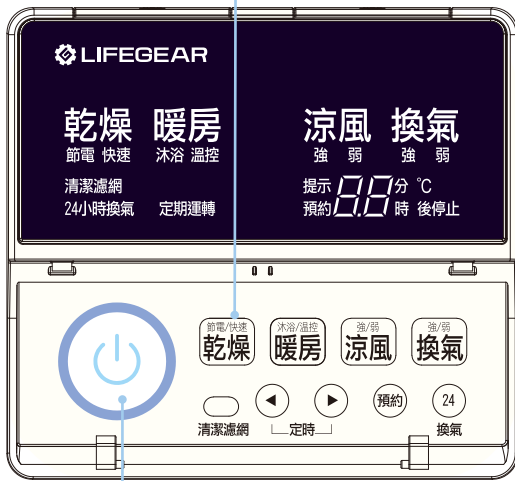 LIFEGEAR
乾燥 暖房 涼風 換氣
節電 快速 沐浴 溫控 強 弱 強 弱
清潔濾網 提示 8.8 分 °C
24小時換氣 定期運轉 預約 時 後停止
節電/快速 沐浴/溫控 強/弱 強/弱
乾燥 暖房 涼風 換氣
◀ ▶ 預約 24
清潔濾網 定時 換氣